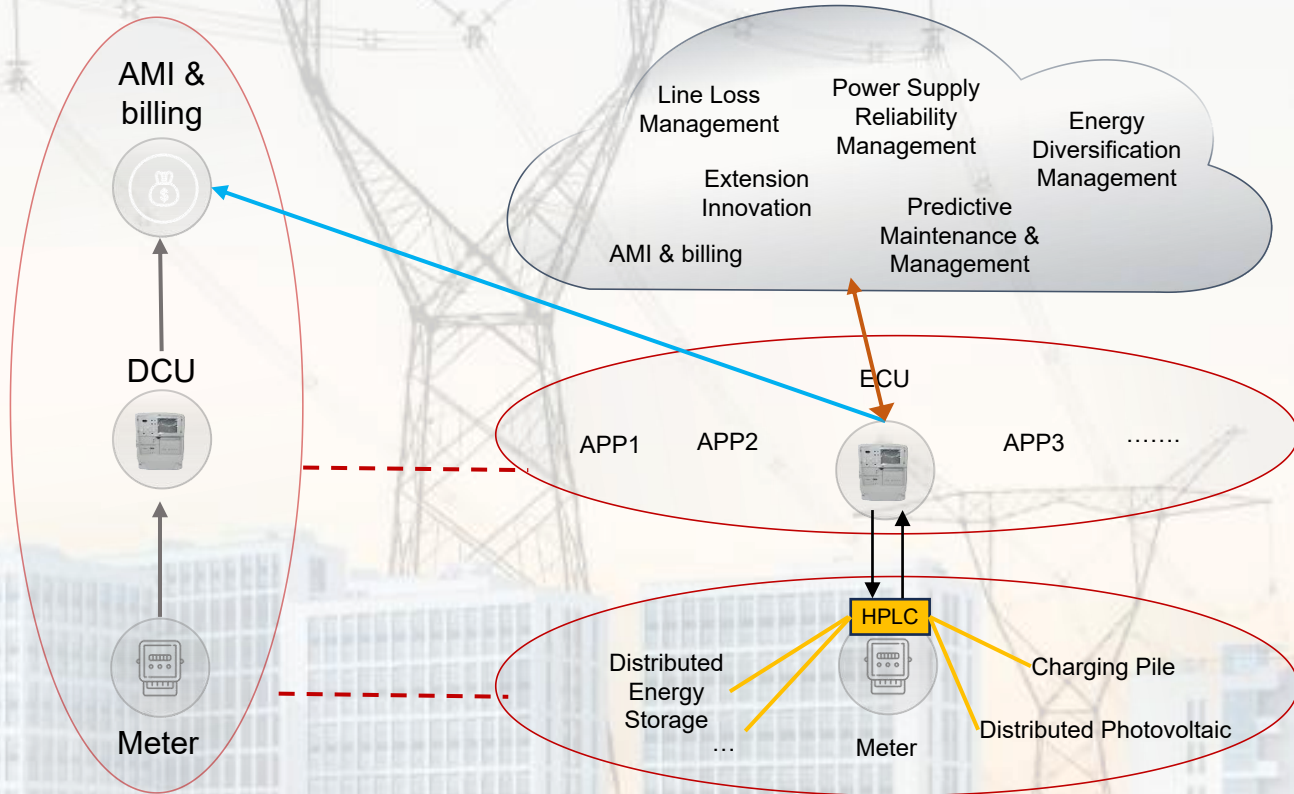 AMI &
billing
$
DCU
Meter
Line Loss
Management
Power Supply
Reliability
Management
Energy
Diversification
Management
Extension
Innovation
Predictive
Maintenance &
Management
AMI & billing
ECU
APP1
APP2
APP3
…….
HPLC
Distributed
Energy
Storage
…
Meter
Charging Pile
Distributed Photovoltaic